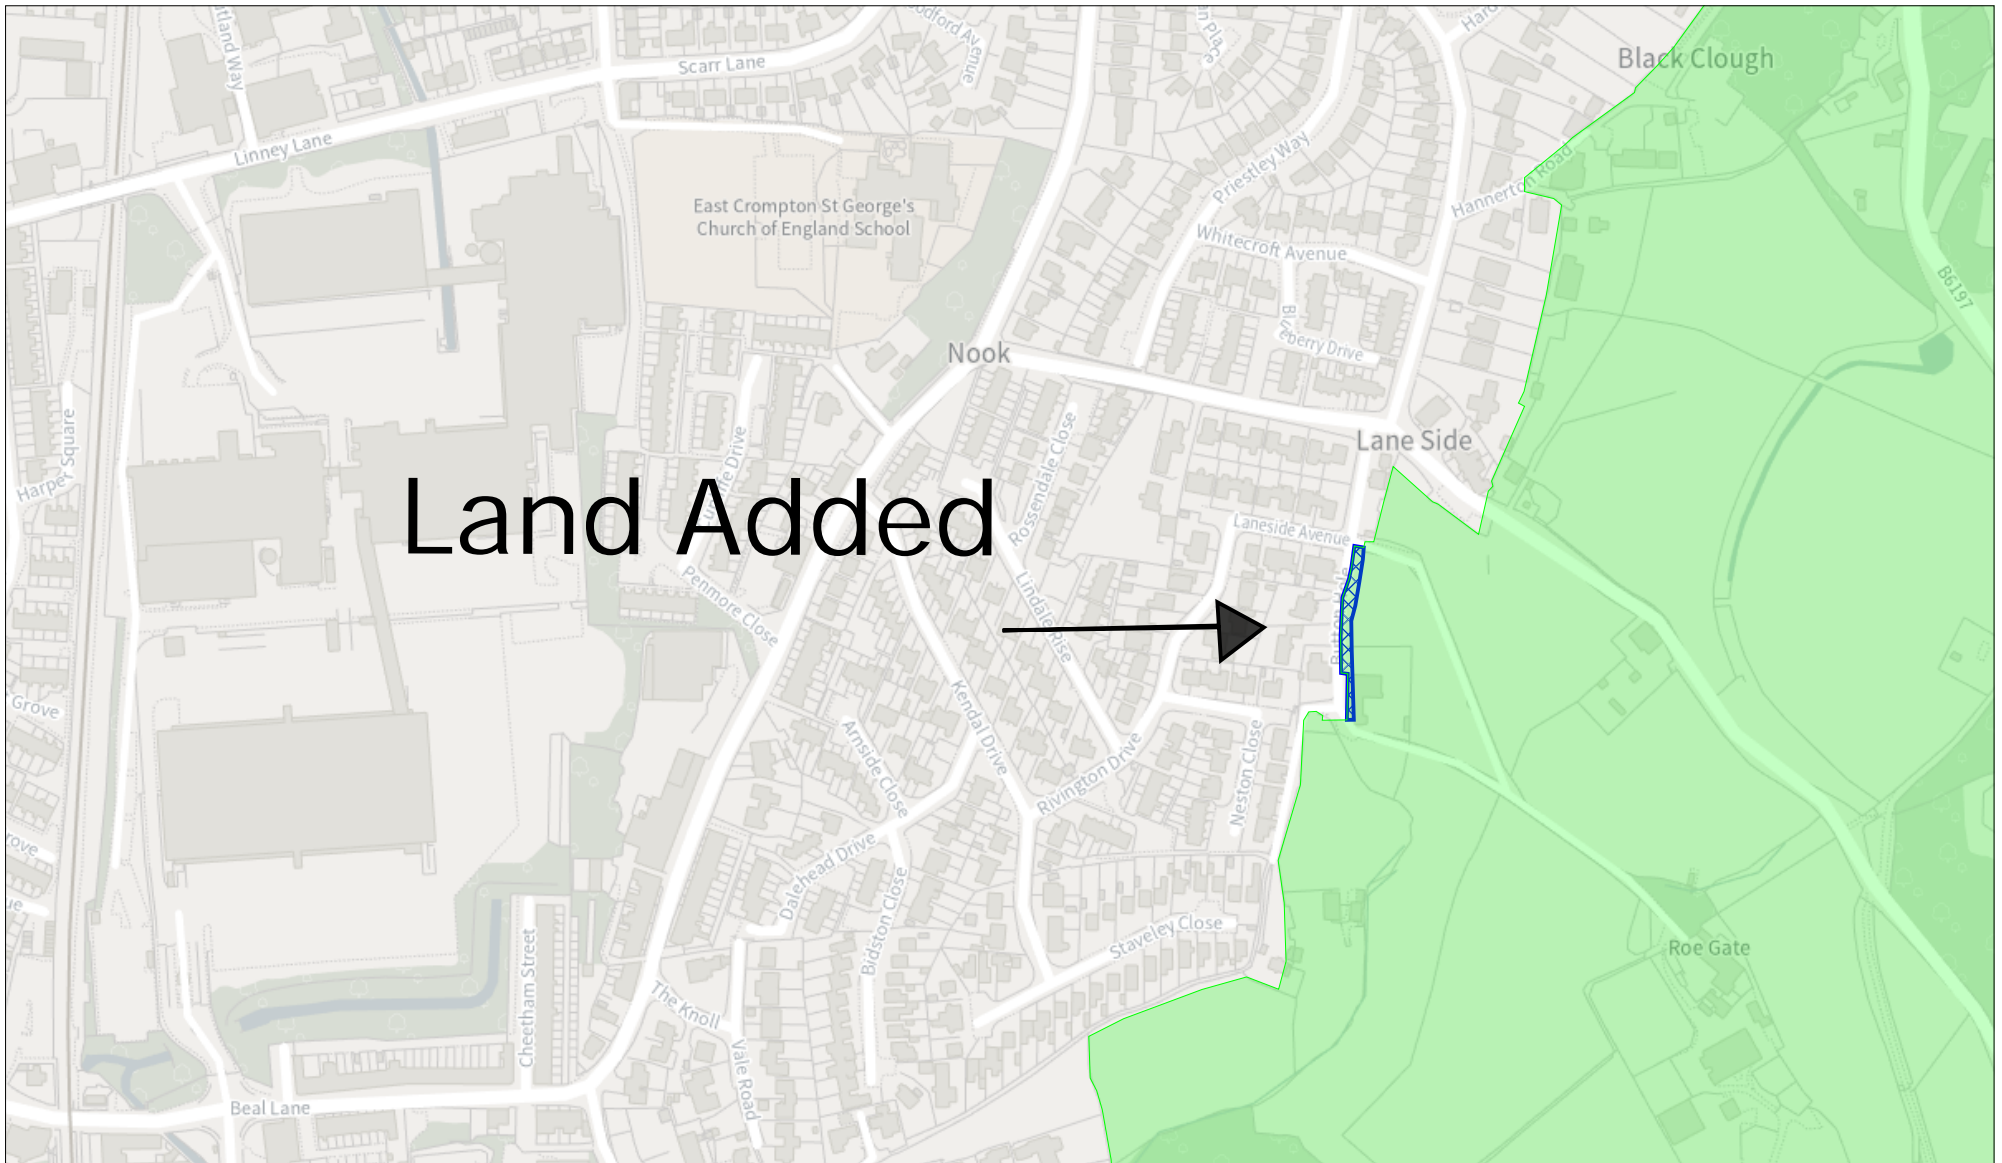 Woodford Avenue
Black Clough
Scarr Lane
Linney Lane
Priestley Way
Hannerton Road
East Crompton St George's
Church of England School
Whitecroft Avenue
B6197
Nook
Harper Square
Rossendale Close
Lane Side
Land Added
Laneside Avenue
Penmore Close
Lindale Rise
Grove
Kendal Drive
Arnside Close
Rivington Drive
Neston Close
Dalehead Drive
Bidston Close
Staveley Close
Roe Gate
Cheetham Street
The Knoll
Vale Road
Beal Lane